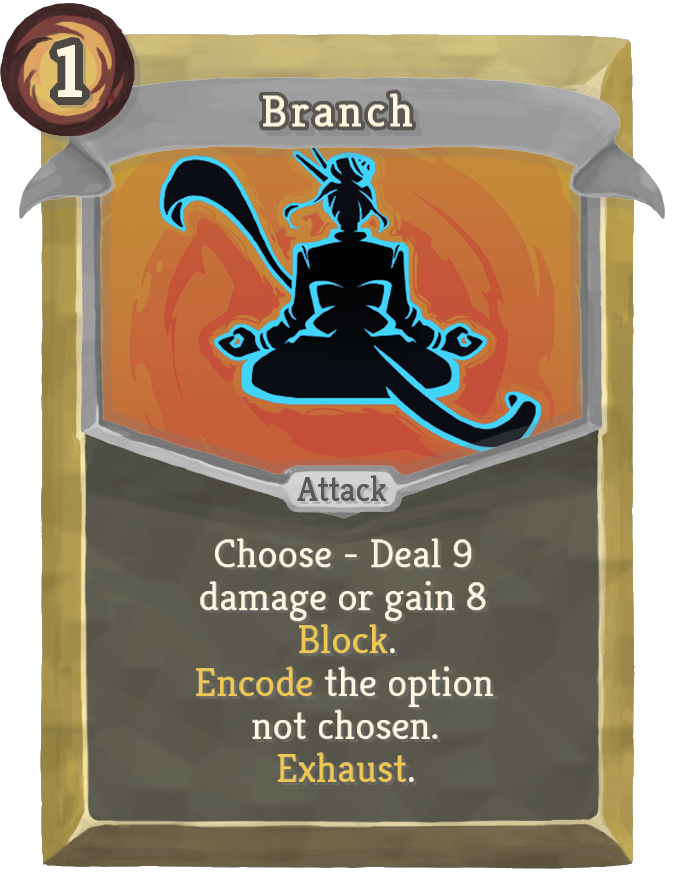 1
Branch
Attack
Choose - Deal 9
damage or gain 8
Block.
Encode the option
not chosen.
Exhaust.